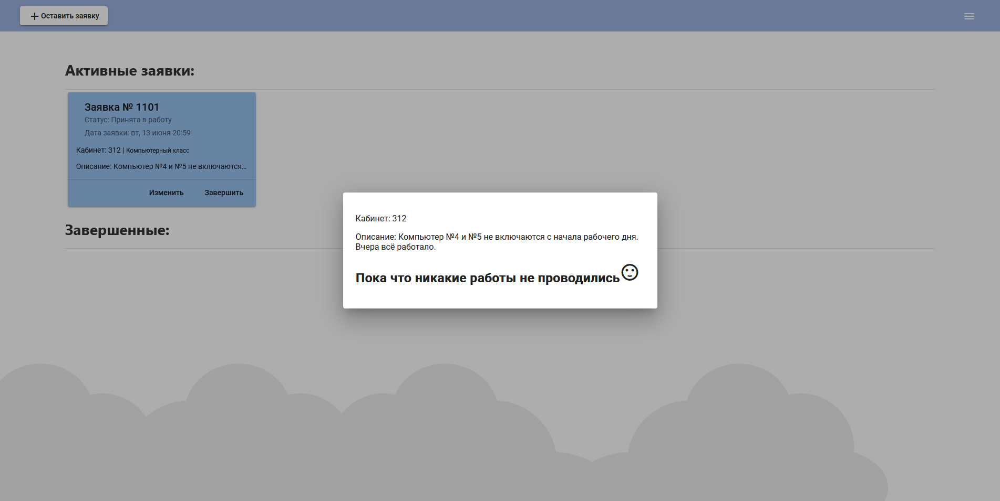 Оставить заявку
Активные заявки:
Заявка № 1101
Статус: Принята в работу
Дата заявки: вт, 13 июня 20:59
Кабинет: 312 | Компьютерный класс
Описание: Компьютер №4 и №5 не включаются...
Изменить Завершить
Завершенные:
Кабинет: 312
Описание: Компьютер №4 и №5 не включаются с начала рабочего дня.
Вчера всё работало.
Пока что никакие работы не проводились